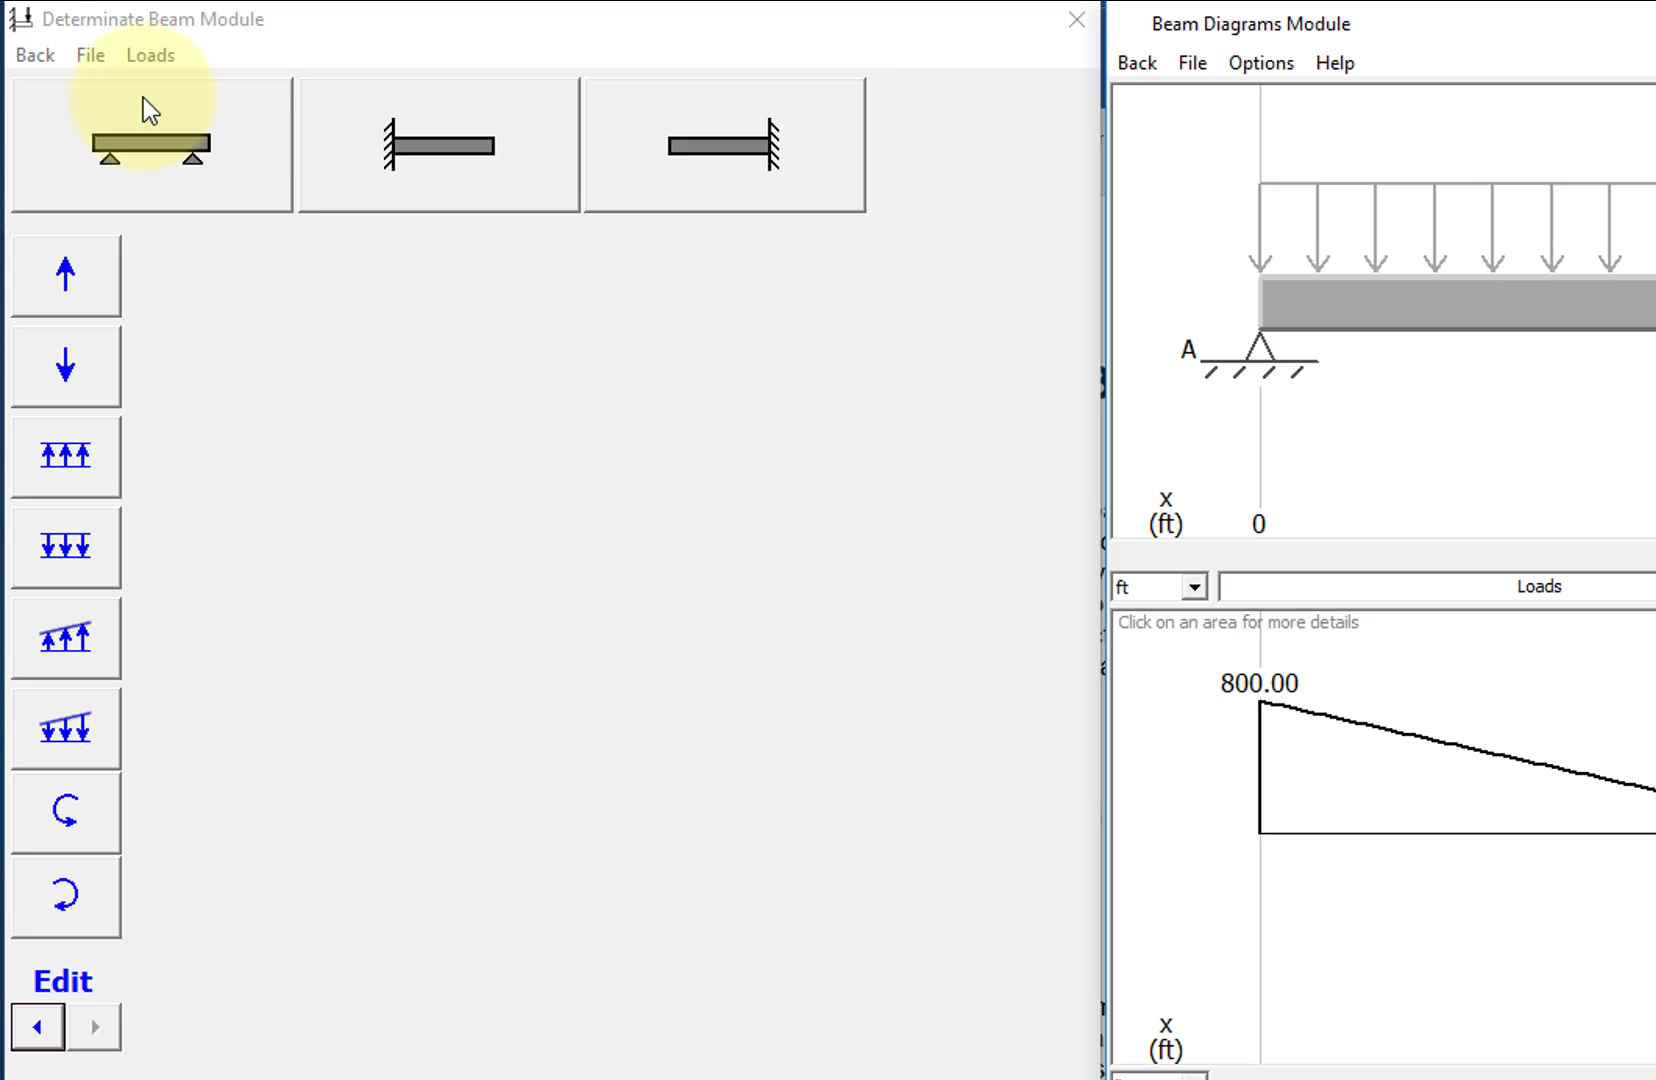 Determinate Beam Module
Back File Loads
Edit
Beam Diagrams Module
Back File Options Help
A
x
(ft)
0
ft
Loads
Click on an area for more details
800.00
x
(ft)